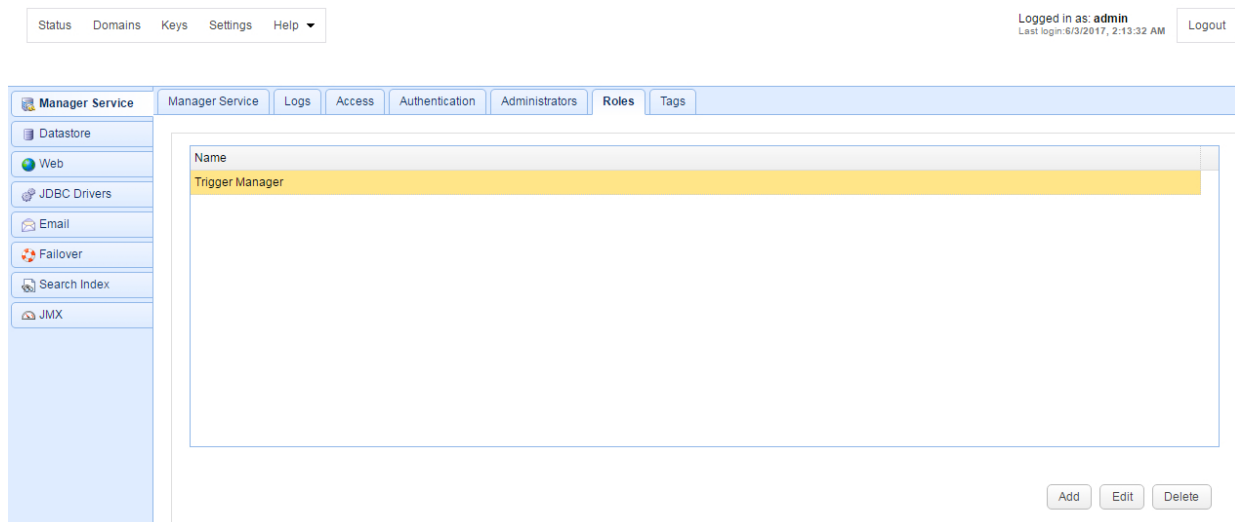 Status Domains Keys Settings Help
Logged in as: admin
Last login:6/3/2017, 2:13:32 AM
Logout
Manager Service
Datastore
Web
JDBC Drivers
Email
Failover
Search Index
JMX
Manager Service Logs Access Authentication Administrators Roles Tags
Name
Trigger Manager
Add Edit Delete